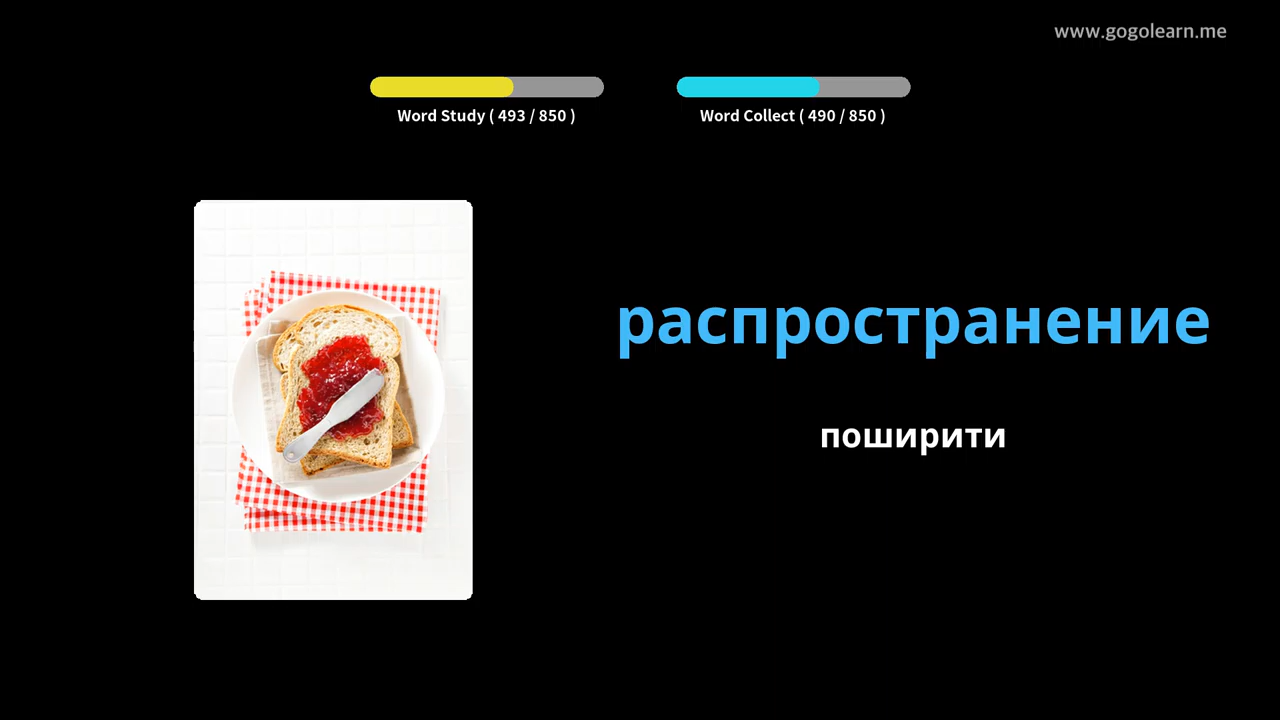 www.gogolearn.me
Word Study ( 493 / 850 )
Word Collect ( 490 / 850 )
распространение
поширити